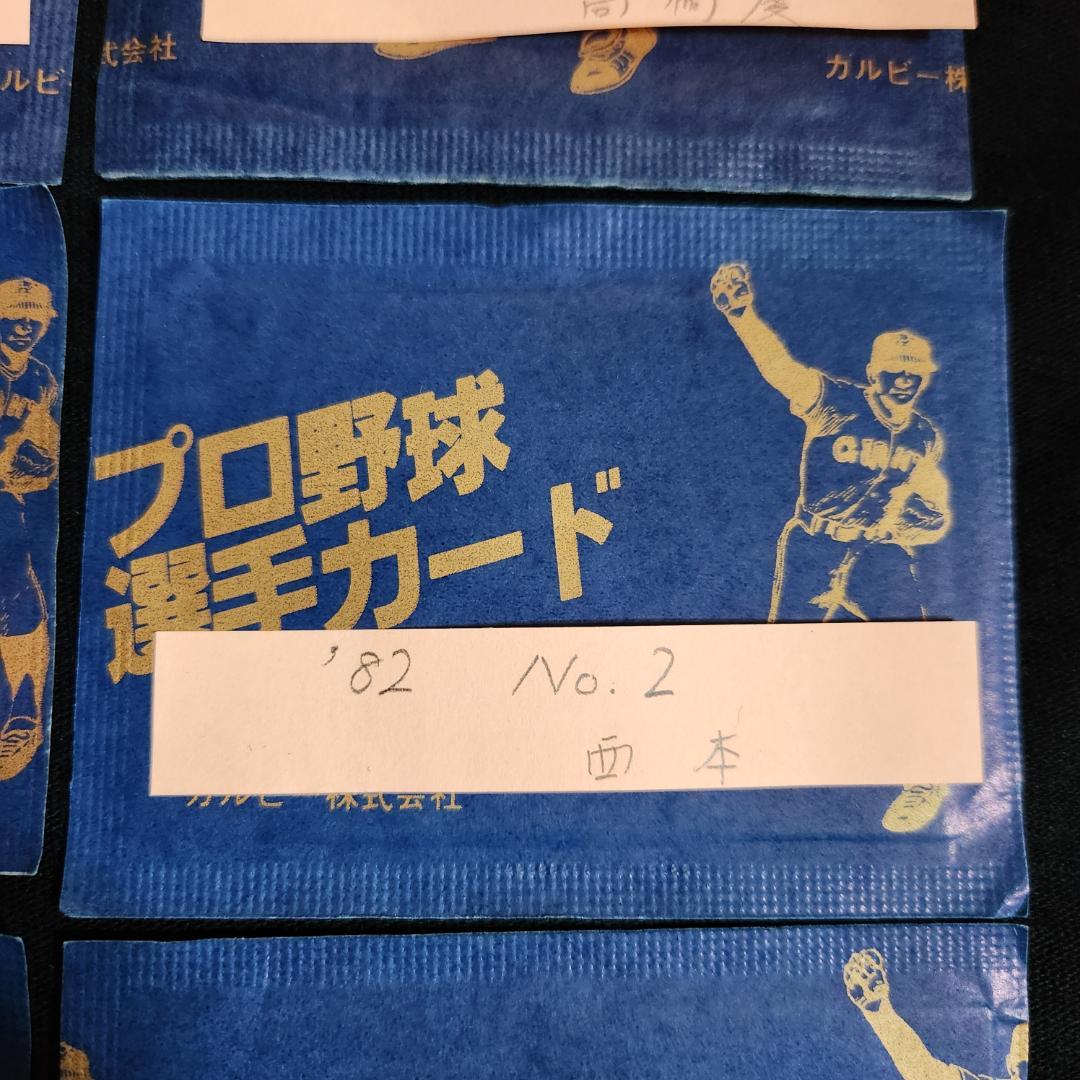 式会社
ルビ
ガルビー株
プロ野球
選手カード
GIAN
'82 No. 2
西本
ガルビー株式会社